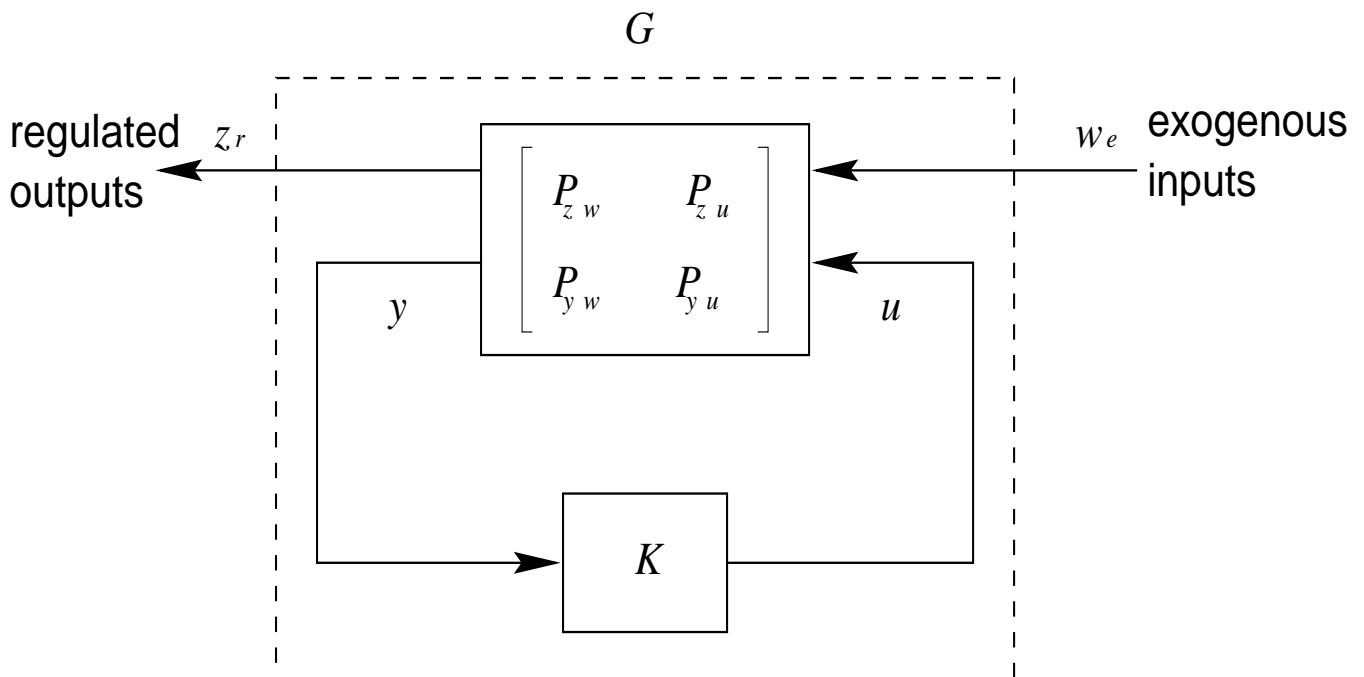 G
regulated
outputs
z r
w e
exogenous
inputs
P z w P z u
P y w P y u
y
u
K